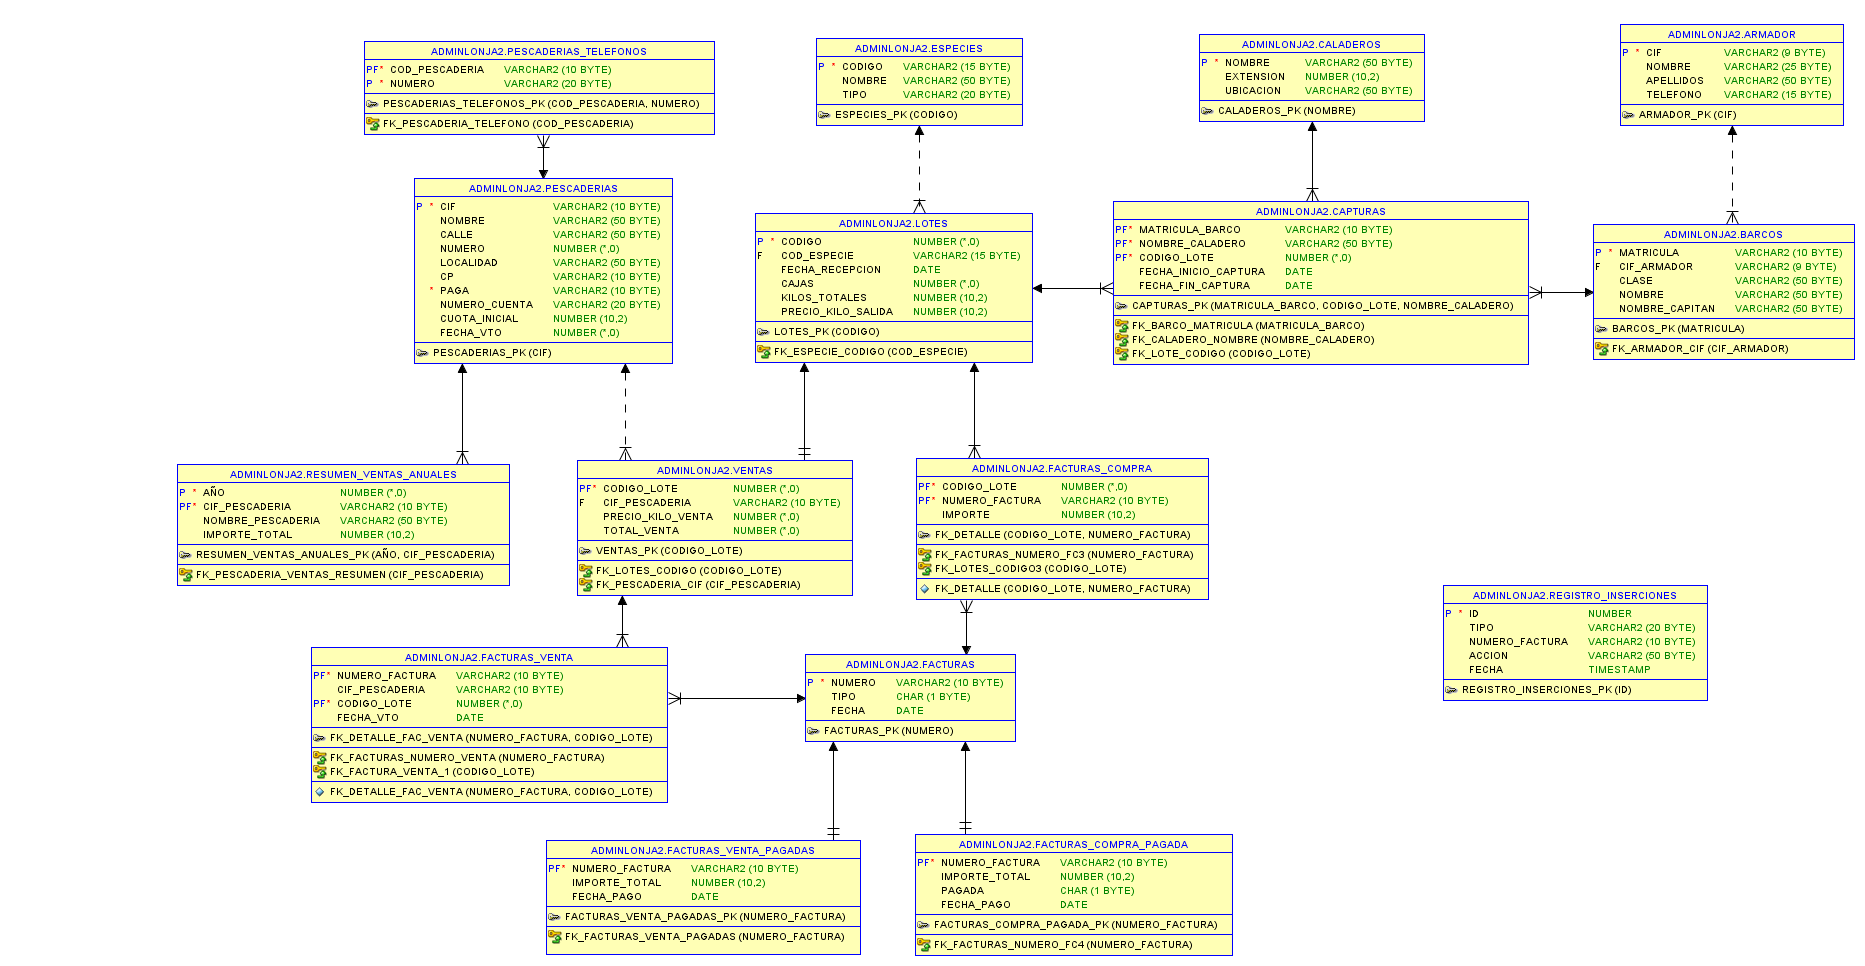 ADMINLONJA2.PESCADERIAS_TELEFONOS
PF* COD_PESCADERIA VARCHAR2 (10 BYTE)
P * NUMERO VARCHAR2 (20 BYTE)
PESCADERIAS_TELEFONOS_PK (COD_PESCADERIA, NUMERO)
FK_PESCADERIA_TELEFONO (COD_PESCADERIA)
ADMINLONJA2.ESPECIES
P * CODIGO VARCHAR2 (15 BYTE)
NOMBRE VARCHAR2 (50 BYTE)
TIPO VARCHAR2 (20 BYTE)
ESPECIES_PK (CODIGO)
ADMINLONJA2.CALADEROS
P * NOMBRE VARCHAR2 (50 BYTE)
EXTENSION NUMBER (10,2)
UBICACION VARCHAR2 (50 BYTE)
CALADEROS_PK (NOMBRE)
ADMINLONJA2.ARMADOR
P * CIF VARCHAR2 (9 BYTE)
NOMBRE VARCHAR2 (25 BYTE)
APELLIDOS VARCHAR2 (50 BYTE)
TELEFONO VARCHAR2 (15 BYTE)
ARMADOR_PK (CIF)
ADMINLONJA2.PESCADERIAS
P * CIF VARCHAR2 (10 BYTE)
NOMBRE VARCHAR2 (50 BYTE)
CALLE VARCHAR2 (50 BYTE)
NUMERO NUMBER (*,0)
LOCALIDAD VARCHAR2 (50 BYTE)
CP VARCHAR2 (10 BYTE)
* PAGA VARCHAR2 (10 BYTE)
NUMERO_CUENTA VARCHAR2 (20 BYTE)
CUOTA_INICIAL NUMBER (10,2)
FECHA_VTO NUMBER (*,0)
PESCADERIAS_PK (CIF)
ADMINLONJA2.LOTES
P * CODIGO NUMBER (*,0)
F COD_ESPECIE VARCHAR2 (15 BYTE)
FECHA_RECEPCION DATE
CAJAS NUMBER (*,0)
KILOS_TOTALES NUMBER (10,2)
PRECIO_KILO_SALIDA NUMBER (10,2)
LOTES_PK (CODIGO)
FK_ESPECIE_CODIGO (COD_ESPECIE)
ADMINLONJA2.CAPTURAS
PF* MATRICULA_BARCO VARCHAR2 (10 BYTE)
PF* NOMBRE_CALADERO VARCHAR2 (50 BYTE)
PF* CODIGO_LOTE NUMBER (*,0)
FECHA_INICIO_CAPTURA DATE
FECHA_FIN_CAPTURA DATE
CAPTURAS_PK (MATRICULA_BARCO, CODIGO_LOTE, NOMBRE_CALADERO)
FK_BARCO_MATRICULA (MATRICULA_BARCO)
FK_CALADERO_NOMBRE (NOMBRE_CALADERO)
FK_LOTE_CODIGO (CODIGO_LOTE)
ADMINLONJA2.BARCOS
P * MATRICULA VARCHAR2 (10 BYTE)
F CIF_ARMADOR VARCHAR2 (9 BYTE)
CLASE VARCHAR2 (50 BYTE)
NOMBRE VARCHAR2 (50 BYTE)
NOMBRE_CAPITAN VARCHAR2 (50 BYTE)
BARCOS_PK (MATRICULA)
FK_ARMADOR_CIF (CIF_ARMADOR)
ADMINLONJA2.RESUMEN_VENTAS_ANUALES
P * AÑO NUMBER (*,0)
PF* CIF_PESCADERIA VARCHAR2 (10 BYTE)
NOMBRE_PESCADERIA VARCHAR2 (50 BYTE)
IMPORTE_TOTAL NUMBER (10,2)
RESUMEN_VENTAS_ANUALES_PK (AÑO, CIF_PESCADERIA)
FK_PESCADERIA_VENTAS_RESUMEN (CIF_PESCADERIA)
ADMINLONJA2.VENTAS
PF* CODIGO_LOTE NUMBER (*,0)
F CIF_PESCADERIA VARCHAR2 (10 BYTE)
PRECIO_KILO_VENTA NUMBER (*,0)
TOTAL_VENTA NUMBER (*,0)
VENTAS_PK (CODIGO_LOTE)
FK_LOTES_CODIGO (CODIGO_LOTE)
FK_PESCADERIA_CIF (CIF_PESCADERIA)
ADMINLONJA2.FACTURAS_COMPRA
PF* CODIGO_LOTE NUMBER (*,0)
PF* NUMERO_FACTURA VARCHAR2 (10 BYTE)
IMPORTE NUMBER (10,2)
FK_DETALLE (CODIGO_LOTE, NUMERO_FACTURA)
FK_FACTURAS_NUMERO_FC3 (NUMERO_FACTURA)
FK_LOTES_CODIGO3 (CODIGO_LOTE)
FK_DETALLE (CODIGO_LOTE, NUMERO_FACTURA)
ADMINLONJA2.REGISTRO_INSERCIONES
P * ID NUMBER
TIPO VARCHAR2 (20 BYTE)
NUMERO_FACTURA VARCHAR2 (10 BYTE)
ACCION VARCHAR2 (50 BYTE)
FECHA TIMESTAMP
REGISTRO_INSERCIONES_PK (ID)
ADMINLONJA2.FACTURAS_VENTA
PF* NUMERO_FACTURA VARCHAR2 (10 BYTE)
CIF_PESCADERIA VARCHAR2 (10 BYTE)
PF* CODIGO_LOTE NUMBER (*,0)
FECHA_VTO DATE
FK_DETALLE_FAC_VENTA (NUMERO_FACTURA, CODIGO_LOTE)
FK_FACTURAS_NUMERO_VENTA (NUMERO_FACTURA)
FK_FACTURA_VENTA_1 (CODIGO_LOTE)
FK_DETALLE_FAC_VENTA (NUMERO_FACTURA, CODIGO_LOTE)
ADMINLONJA2.FACTURAS
P * NUMERO VARCHAR2 (10 BYTE)
TIPO CHAR (1 BYTE)
FECHA DATE
FACTURAS_PK (NUMERO)
ADMINLONJA2.FACTURAS_VENTA_PAGADAS
PF* NUMERO_FACTURA VARCHAR2 (10 BYTE)
IMPORTE_TOTAL NUMBER (10,2)
FECHA_PAGO DATE
FACTURAS_VENTA_PAGADAS_PK (NUMERO_FACTURA)
FK_FACTURAS_VENTA_PAGADAS (NUMERO_FACTURA)
ADMINLONJA2.FACTURAS_COMPRA_PAGADA
PF* NUMERO_FACTURA VARCHAR2 (10 BYTE)
IMPORTE_TOTAL NUMBER (10,2)
PAGADA CHAR (1 BYTE)
FECHA_PAGO DATE
FACTURAS_COMPRA_PAGADA_PK (NUMERO_FACTURA)
FK_FACTURAS_NUMERO_FC4 (NUMERO_FACTURA)